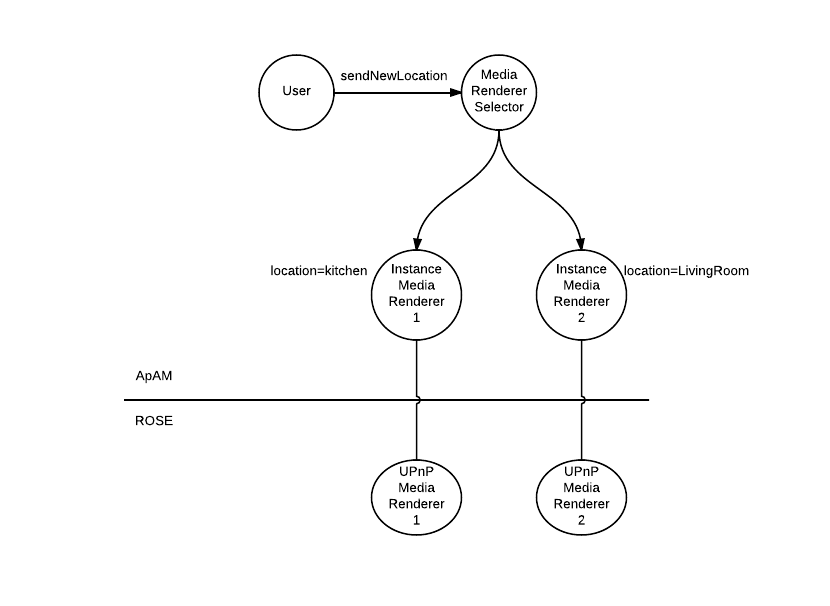 User
sendNewLocation
Media
Renderer
Selector
location=kitchen
Instance
Media
Renderer
1
Instance
Media
Renderer
2
location=LivingRoom
ApAM
ROSE
UPnP
Media
Renderer
1
UPnP
Media
Renderer
2